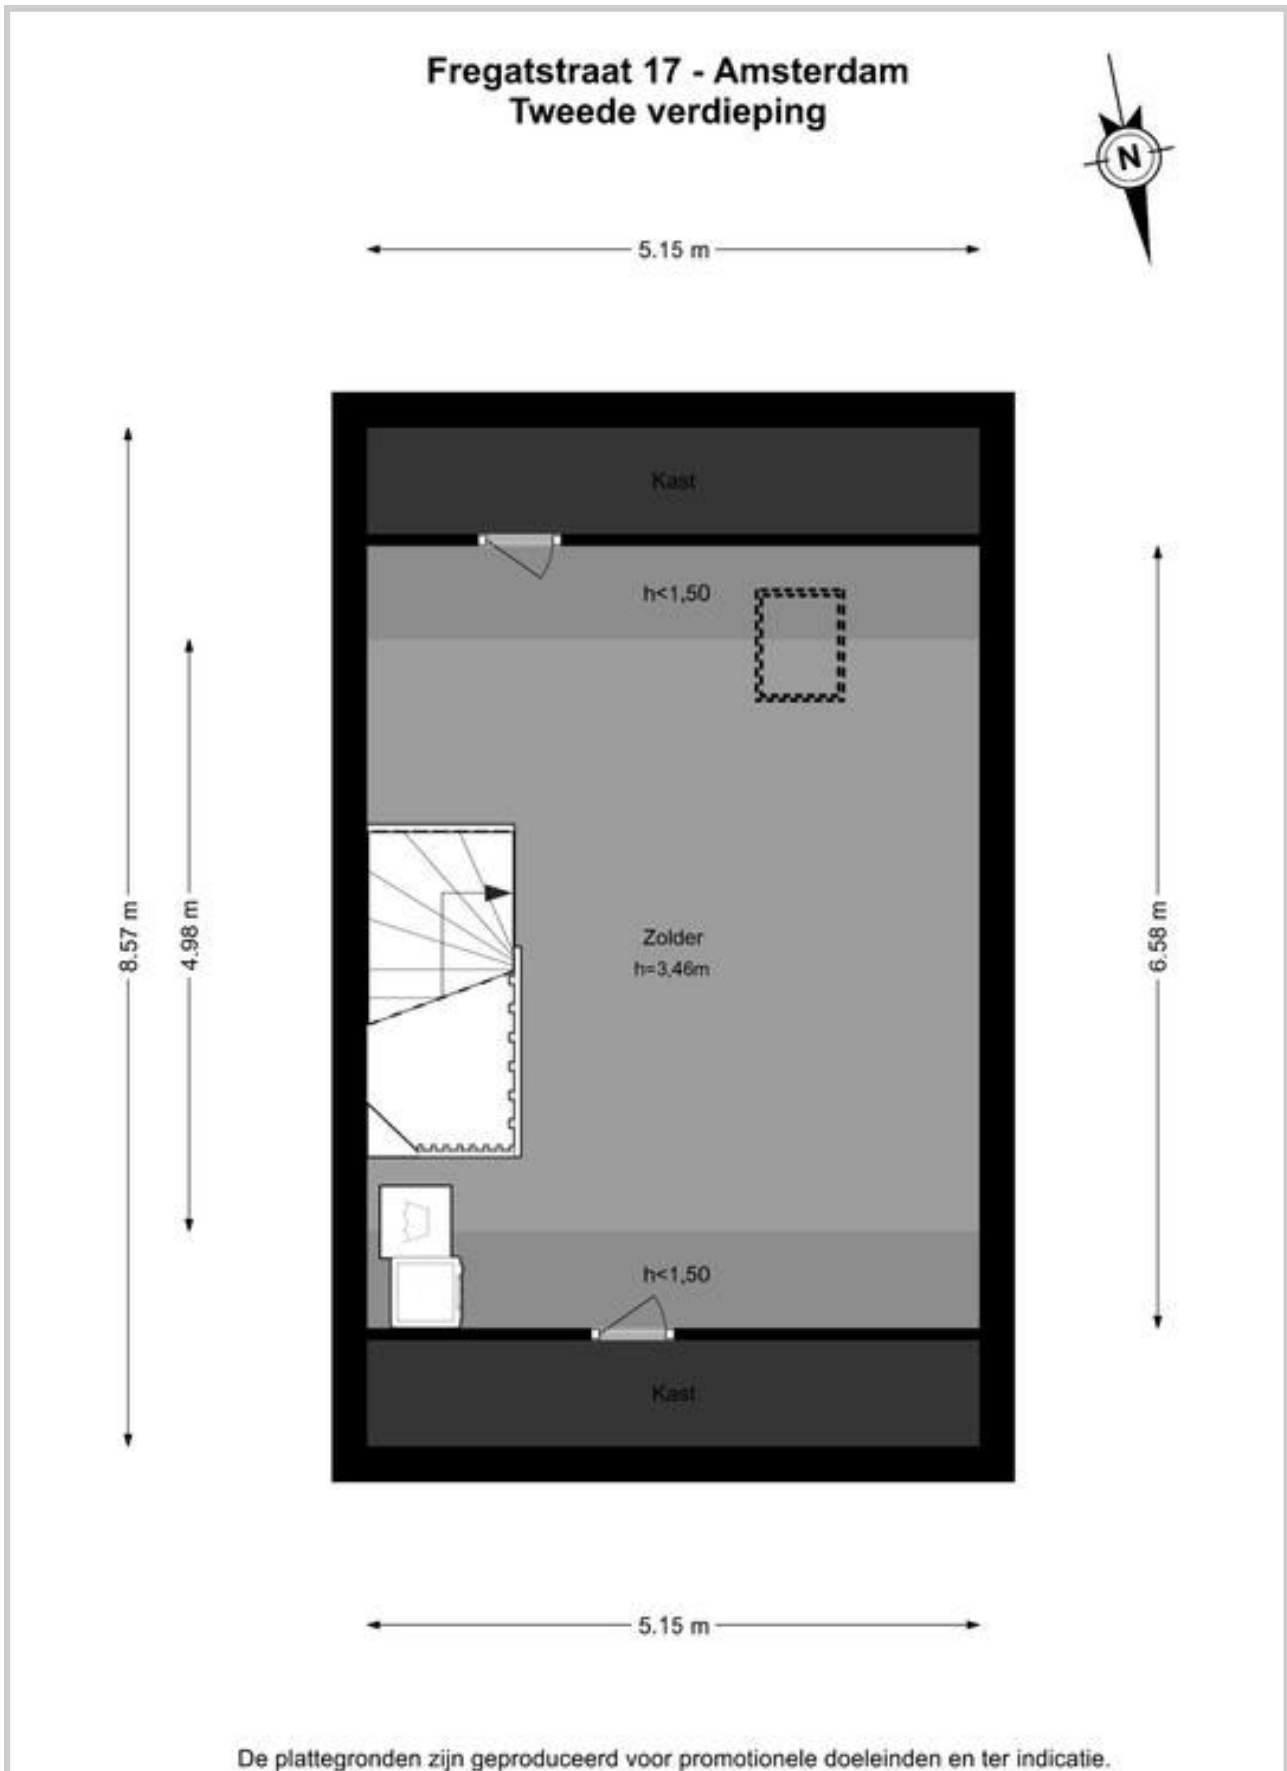 Fregatstraat 17 - Amsterdam
Tweede verdieping
N
5.15 m
Kast
h<1,50
8.57 m
4.98 m
6.58 m
Zolder
h=3,46m
h<1,50
Kast
5.15 m
De plattegronden zijn geproduceerd voor promotionele doeleinden en ter indicatie.